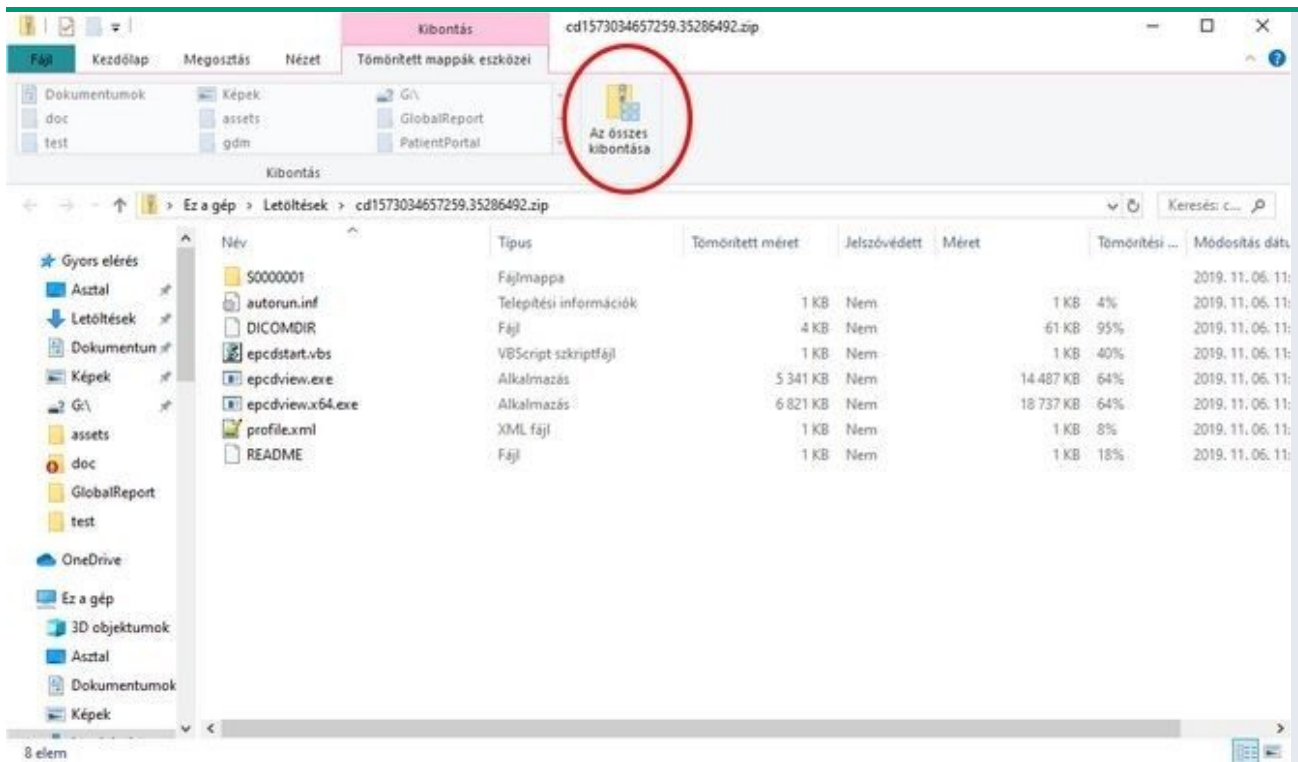 Kibontás cd1573034657259.35286492.zip
Fájl Kezdőlap Megosztás Nézet Tömörített mappák eszközei
Dokumentumok Képek G:\
doc assets GlobalReport
test gdm PatientPortal
Az összes
kibontása
Kibontás
Ez a gép > Letöltések > cd1573034657259.35286492.zip Keresés: c...
Név Típus Tömörített méret Jelszóvédett Méret Tömörítési ... Módosítás dátu
S0000001 Fájlmappa 2019. 11. 06. 11:
autorun.inf Telepítési információk 1 KB Nem 1 KB 4% 2019. 11. 06. 11:
DICOMDIR Fájl 4 KB Nem 61 KB 95% 2019. 11. 06. 11:
epcdstart.vbs VBScript szkriptfájl 1 KB Nem 1 KB 40% 2019. 11. 06. 11:
epcdview.exe Alkalmazás 5 341 KB Nem 14 487 KB 64% 2019. 11. 06. 11:
epcdview.x64.exe Alkalmazás 6 821 KB Nem 18 737 KB 64% 2019. 11. 06. 11:
profile.xml XML fájl 1 KB Nem 1 KB 8% 2019. 11. 06. 11:
README Fájl 1 KB Nem 1 KB 18% 2019. 11. 06. 11:
Gyors elérés
Asztal
Letöltések
Dokumentun
Képek
G:\
assets
doc
GlobalReport
test
OneDrive
Ez a gép
3D objektumok
Asztal
Dokumentumok
Képek
8 elem